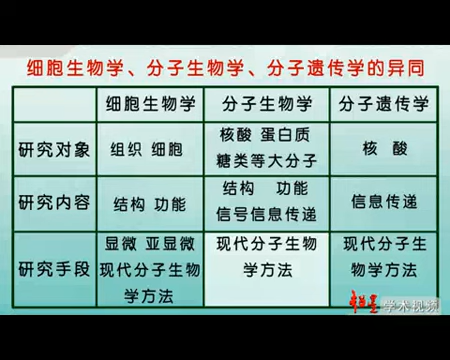 细胞生物学、分子生物学、分子遗传学的异同
细胞生物学 分子生物学 分子遗传学
研究对象 组织 细胞 核酸 蛋白质
糖类等大分子 核 酸
研究内容 结构 功能 结构 功能
信号信息传递 信息传递
研究手段 显微 亚显微
现代分子生物
学方法 现代分子生物
学方法 现代分子生
物学方法
学术视频